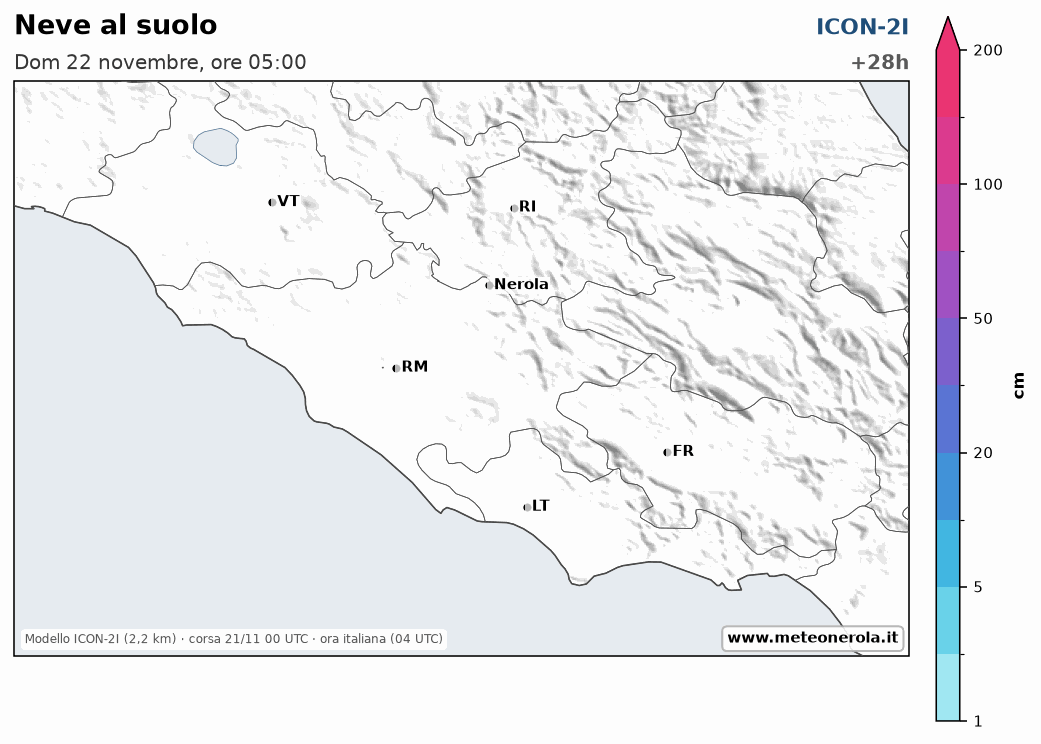 Neve al suolo
ICON-2I
Dom 22 novembre, ore 05:00
+28h
200
100
50
20
5
1
cm
VT
RI
Nerola
RM
FR
LT
Modello ICON-2I (2,2 km) · corsa 21/11 00 UTC · ora italiana (04 UTC)
www.meteonerola.it